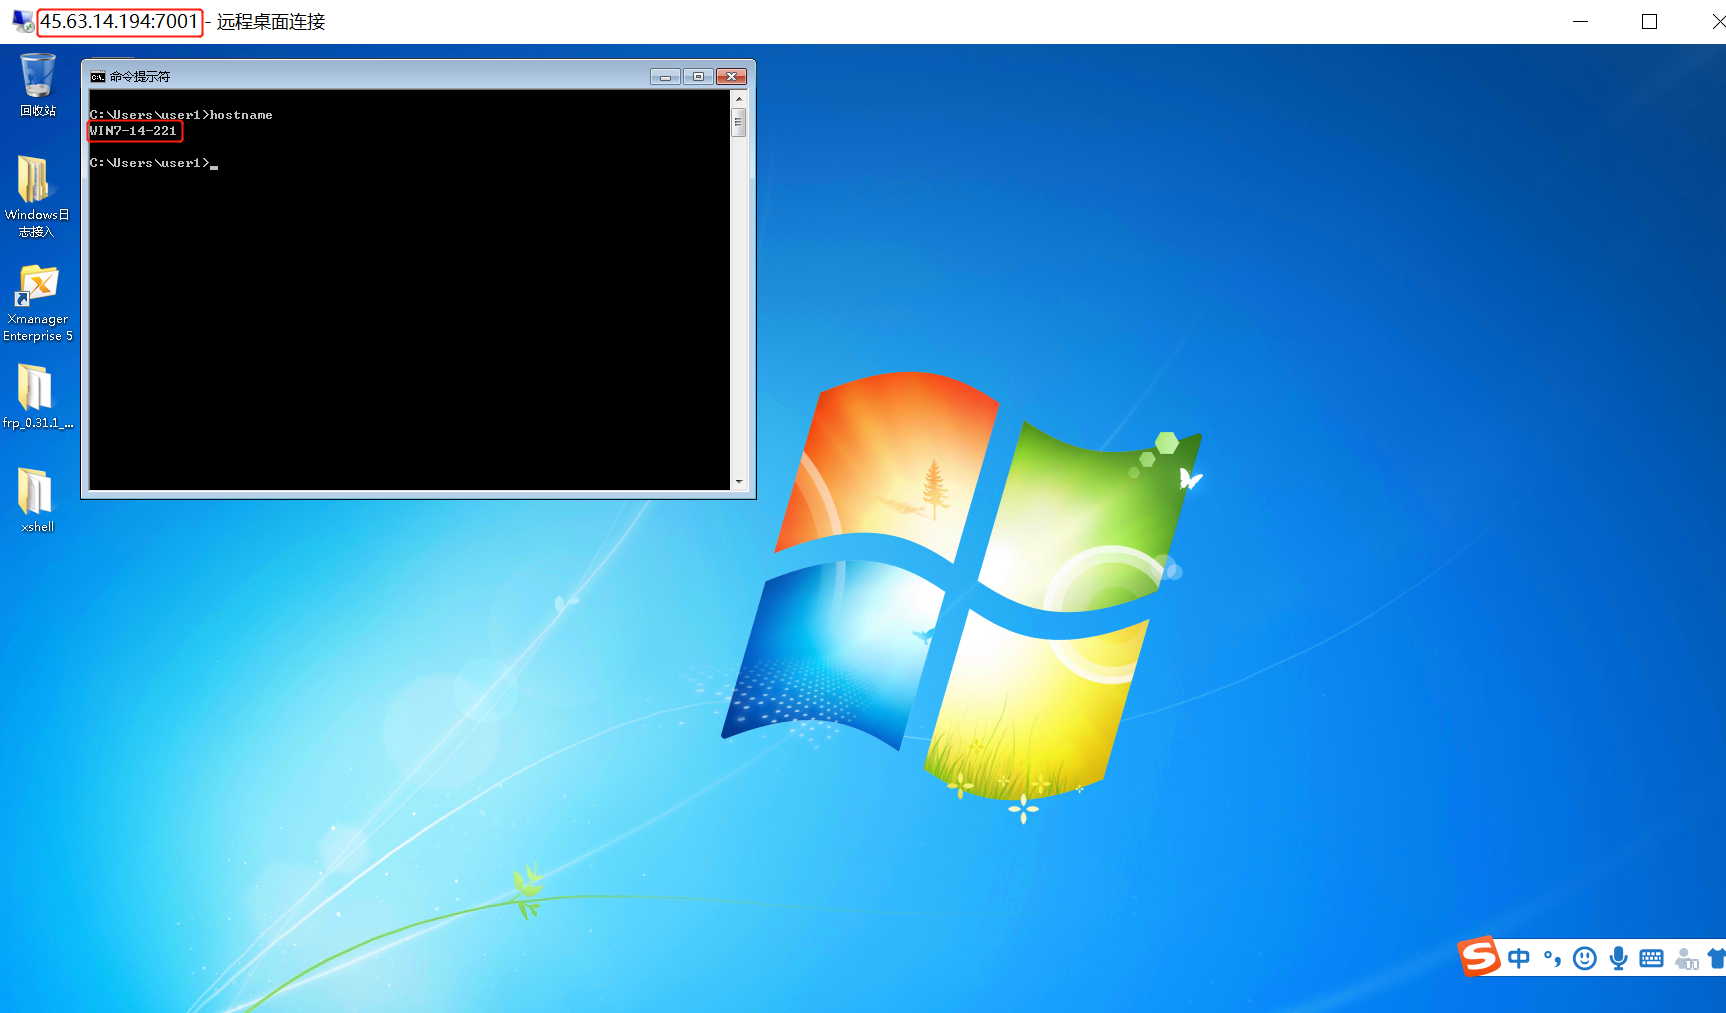 45.63.14.194:7001 - 远程桌面连接
命令提示符
C:\Users\user1>hostname
WIN7-14-221
C:\Users\user1>_
回收站
Windows日
志接入
Xmanager
Enterprise 5
frp_0.31.1_...
xshell
中